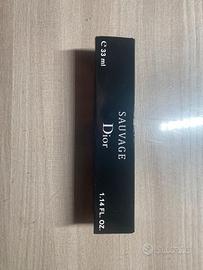 ℮ 33 ml
SAUVAGE
Dior
1.14 FL. OZ.